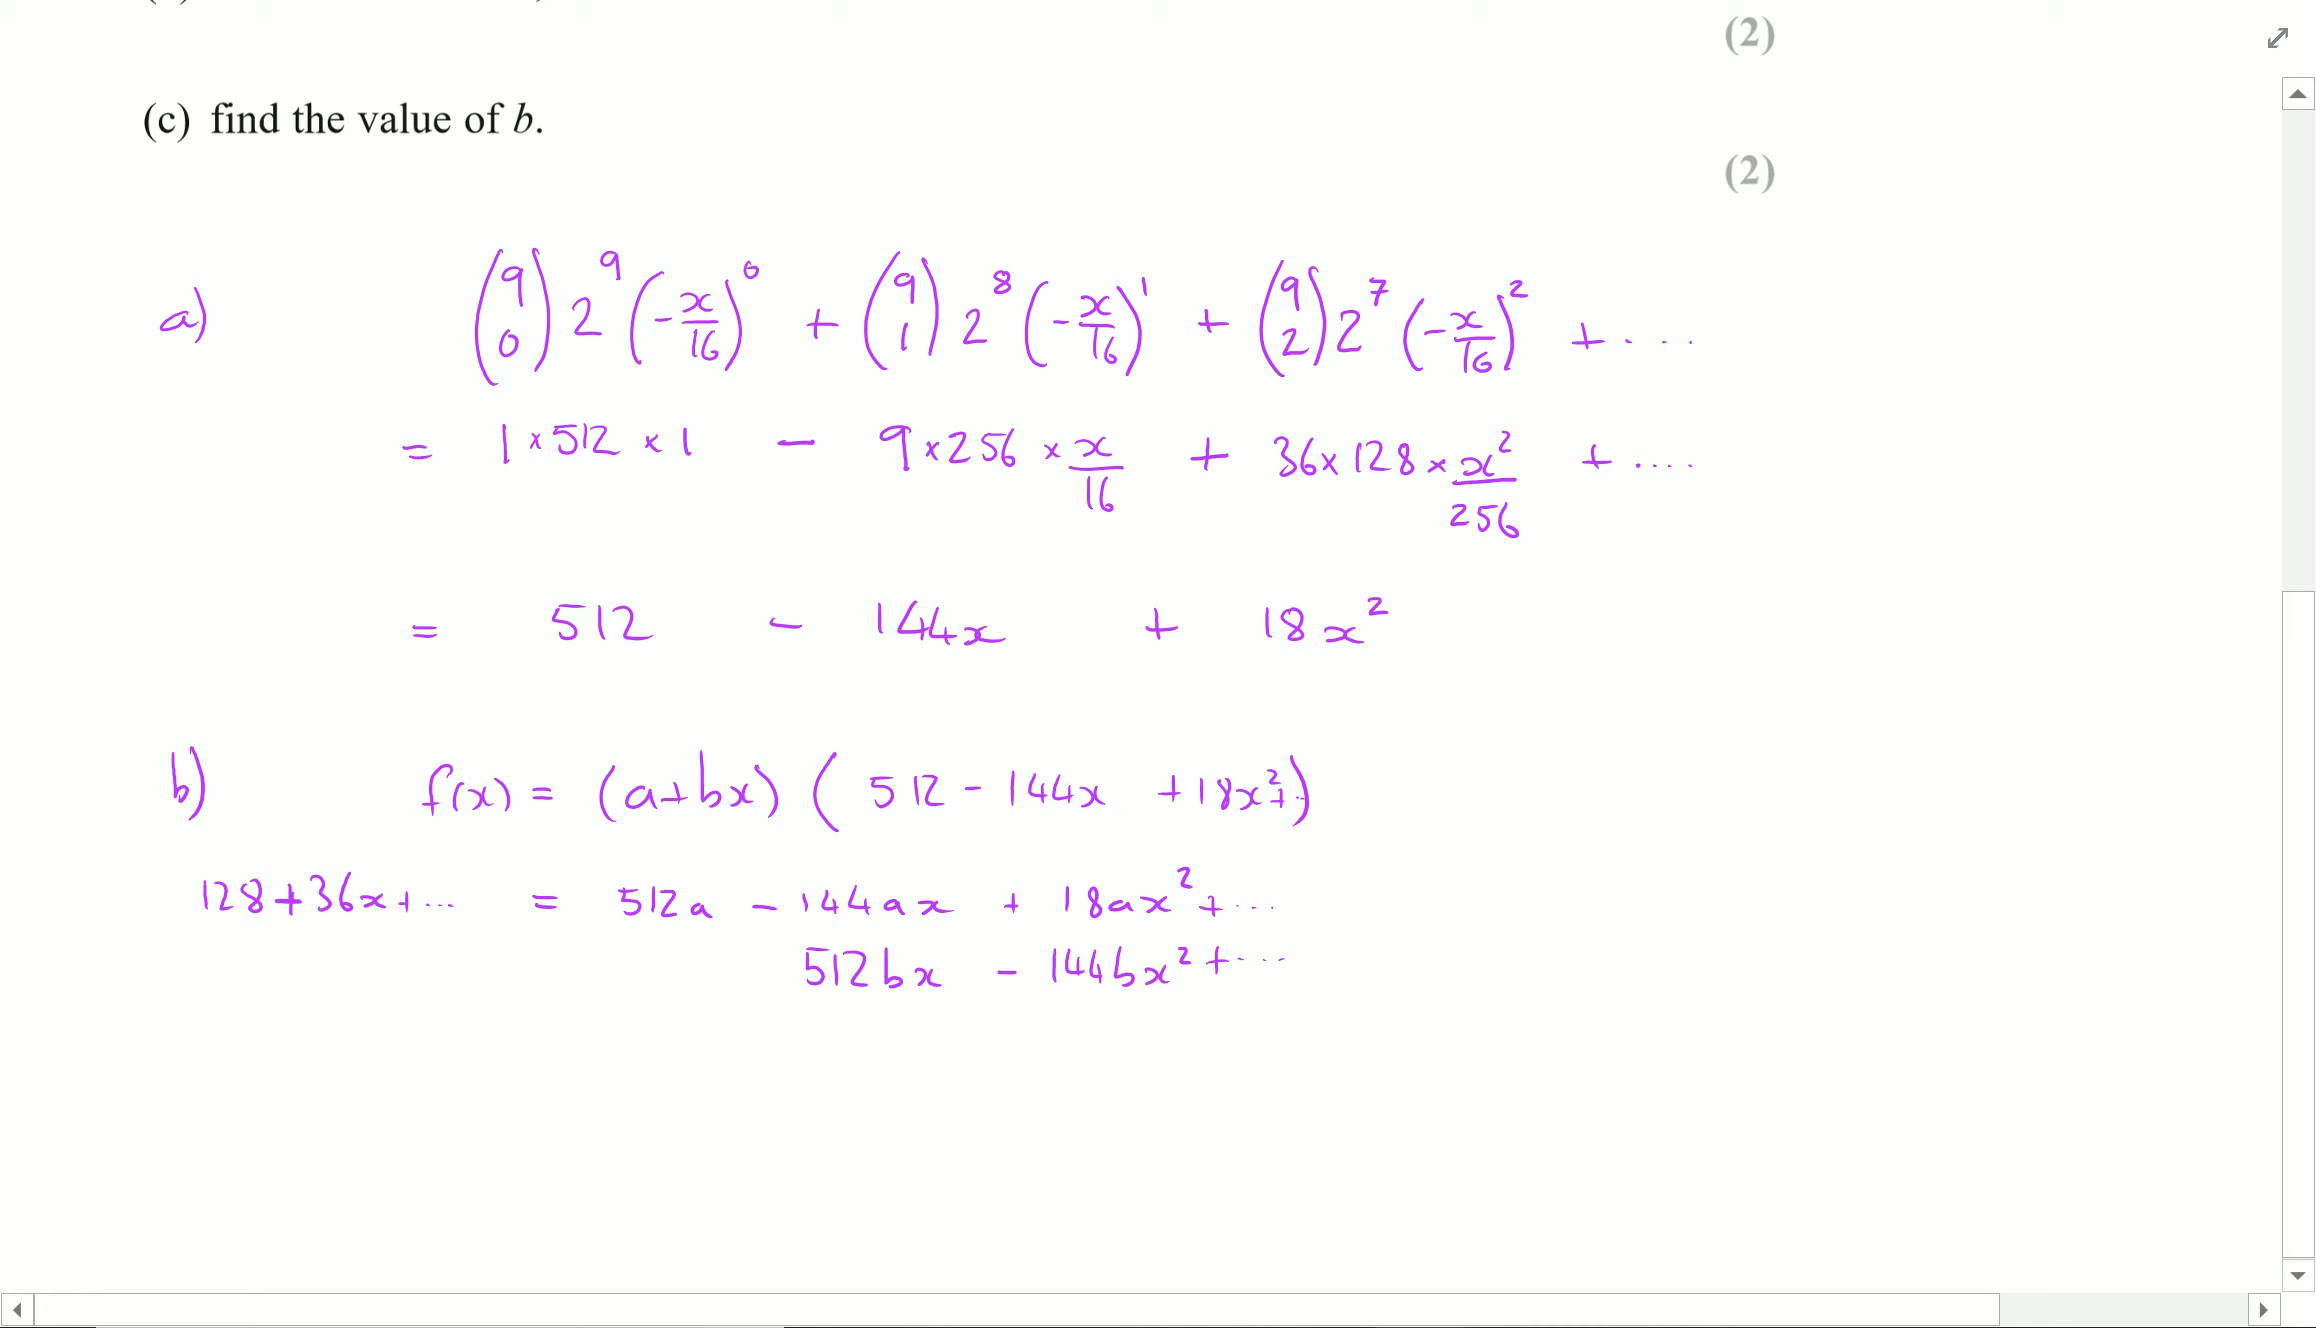 (2)
(c) find the value of b.
(2)
a) (9 0) 2^9 (-x/16)^0 + (9 1) 2^8 (-x/16)^1 + (9 2) 2^7 (-x/16)^2 + ...
= 1 × 512 × 1 - 9 × 256 × x/16 + 36 × 128 × x²/256 + ....
= 512 - 144x + 18x²
b) f(x) = (a+bx) ( 512 - 144x + 18x² + ..)
128 + 36x + ... = 512a - 144ax + 18ax² + ...
512bx - 144bx² + ...